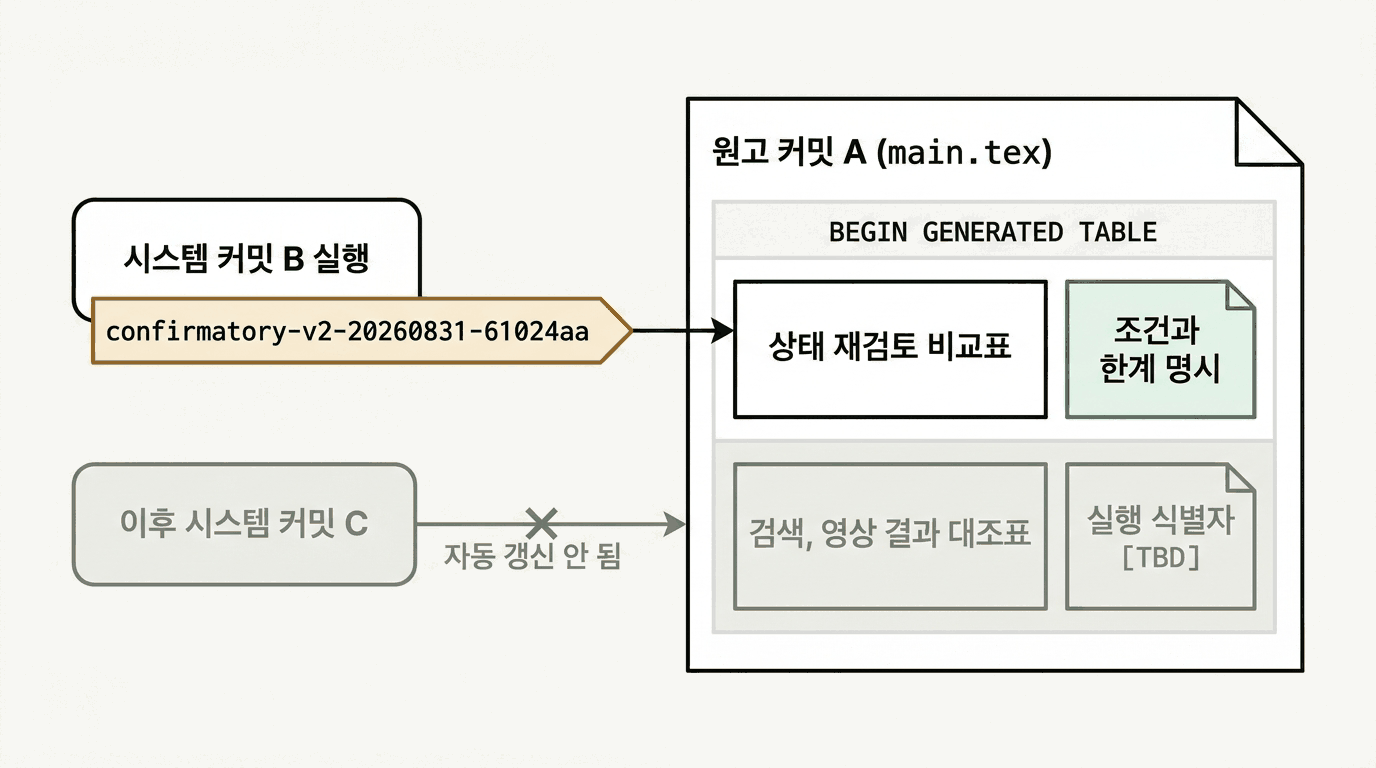 원고 커밋 A (main.tex)
BEGIN GENERATED TABLE
시스템 커밋 B 실행
confirmatory-v2-20260831-61024aa
상태 재검토 비교표
조건과
한계 명시
이후 시스템 커밋 C
자동 갱신 안 됨
검색, 영상 결과 대조표
실행 식별자
[TBD]